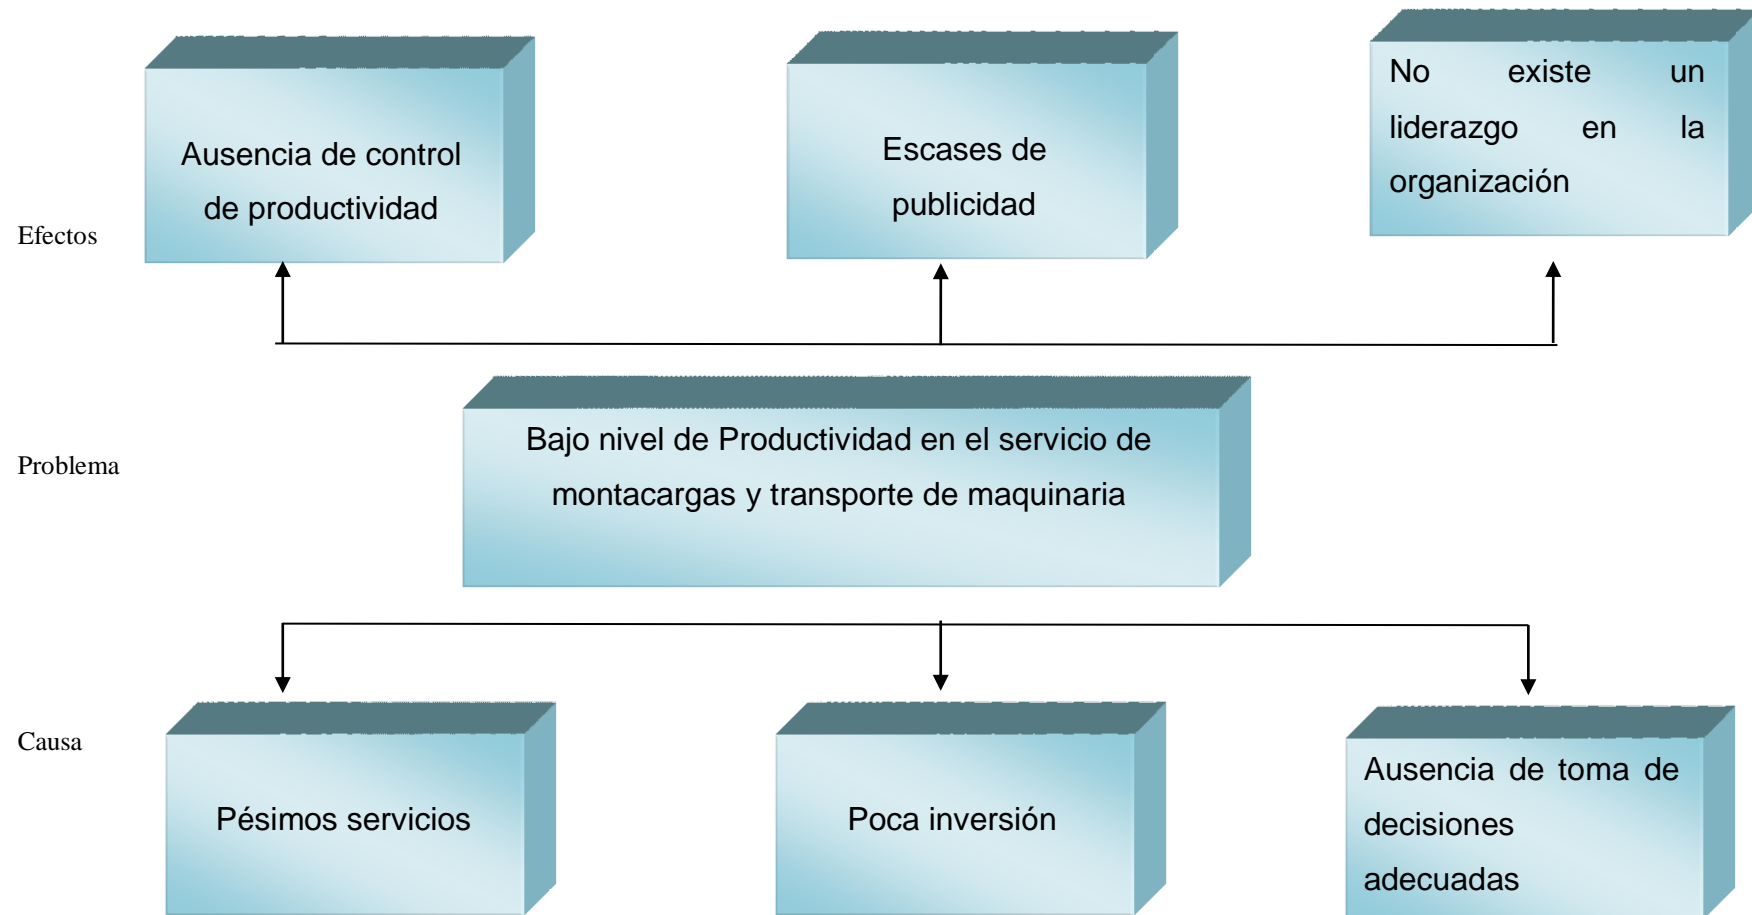 Ausencia de control
de productividad
Escases de
publicidad
No existe un
liderazgo en la
organización
Efectos
Bajo nivel de Productividad en el servicio de
montacargas y transporte de maquinaria
Problema
Causa
Pésimos servicios
Poca inversión
Ausencia de toma de
decisiones
adecuadas